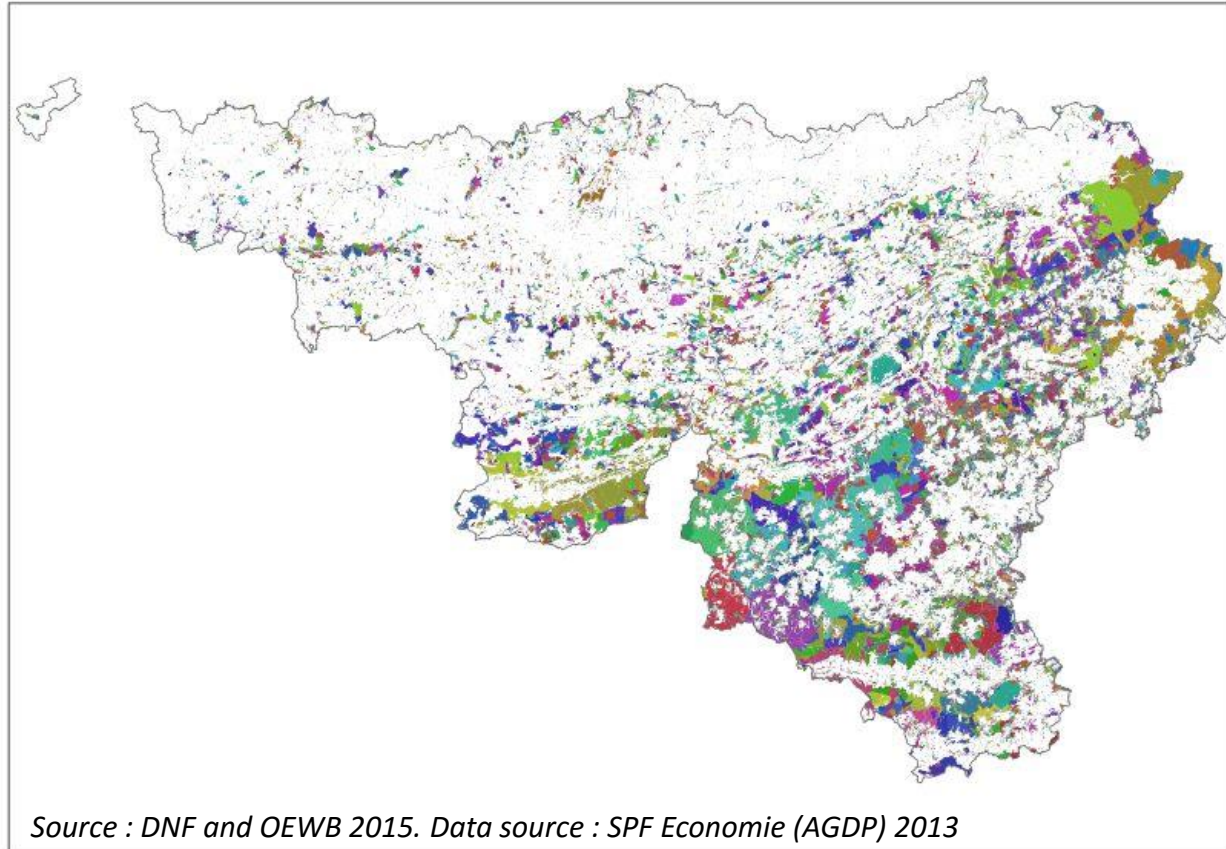 Source : DNF and OEWB 2015. Data source : SPF Economie (AGDP) 2013